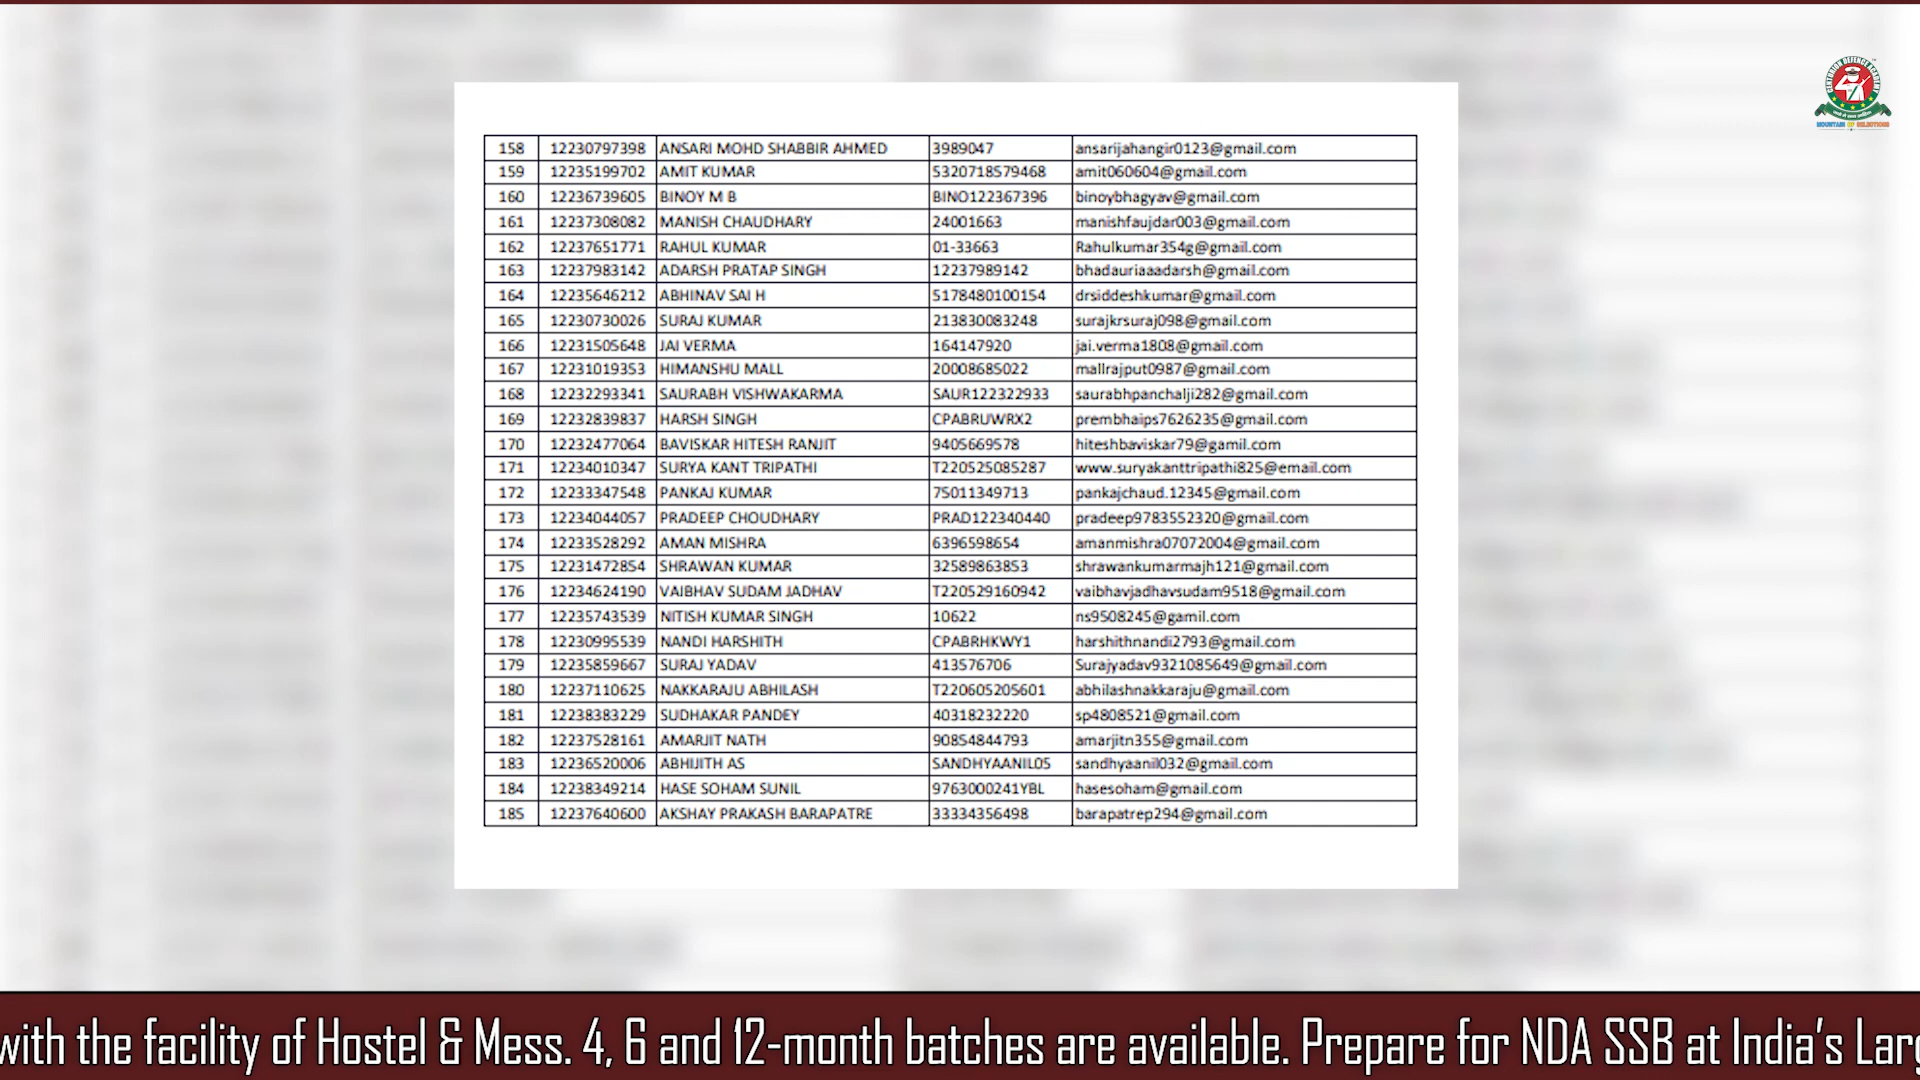 CENTURION DEFENCE ACADEMY
MOUNTAIN OF SELECTIONS
158 12230797398 ANSARI MOHD SHABBIR AHMED 3989047 ansarijahangir0123@gmail.com
159 12235199702 AMIT KUMAR 5320718579468 amit060604@gmail.com
160 12236739605 BINOY M B BINO122367396 binoybhagyav@gmail.com
161 12237308082 MANISH CHAUDHARY 24001663 manishfaujdar003@gmail.com
162 12237651771 RAHUL KUMAR 01-33663 Rahulkumar354g@gmail.com
163 12237983142 ADARSH PRATAP SINGH 12237989142 bhadauriaaadarsh@gmail.com
164 12235646212 ABHINAV SAI H 5178480100154 drsiddeshkumar@gmail.com
165 12230730026 SURAJ KUMAR 213830083248 surajkrsuraj098@gmail.com
166 12231505648 JAI VERMA 164147920 jai.verma1808@gmail.com
167 12231019353 HIMANSHU MALL 20008685022 mallrajput0987@gmail.com
168 12232293341 SAURABH VISHWAKARMA SAUR122322933 saurabhpanchalji282@gmail.com
169 12232839837 HARSH SINGH CPABRUWRX2 prembhaips7626235@gmail.com
170 12232477064 BAVISKAR HITESH RANJIT 9405669578 hiteshbaviskar79@gamil.com
171 12234010347 SURYA KANT TRIPATHI T220525085287 www.suryakanttripathi825@email.com
172 12233347548 PANKAJ KUMAR 75011349713 pankajchaud.12345@gmail.com
173 12234044057 PRADEEP CHOUDHARY PRAD122340440 pradeep9783552320@gmail.com
174 12233528292 AMAN MISHRA 6396598654 amanmishra07072004@gmail.com
175 12231472854 SHRAWAN KUMAR 32589863853 shrawankumarmajh121@gmail.com
176 12234624190 VAIBHAV SUDAM JADHAV T220529160942 vaibhavjadhavsudam9518@gmail.com
177 12235743539 NITISH KUMAR SINGH 10622 ns9508245@gamil.com
178 12230995539 NANDI HARSHITH CPABRHKWY1 harshithnandi2793@gmail.com
179 12235859667 SURAJ YADAV 413576706 Surajyadav9321085649@gmail.com
180 12237110625 NAKKARAJU ABHILASH T220605205601 abhilashnakkaraju@gmail.com
181 12238383229 SUDHAKAR PANDEY 40318232220 sp4808521@gmail.com
182 12237528161 AMARJIT NATH 90854844793 amarjitn355@gmail.com
183 12236520006 ABHIJITH AS SANDHYAANIL05 sandhyaanil032@gmail.com
184 12238349214 HASE SOHAM SUNIL 9763000241YBL hasesoham@gmail.com
185 12237640600 AKSHAY PRAKASH BARAPATRE 33334356498 barapatrep294@gmail.com
with the facility of Hostel & Mess. 4, 6 and 12-month batches are available. Prepare for NDA SSB at India's Larg